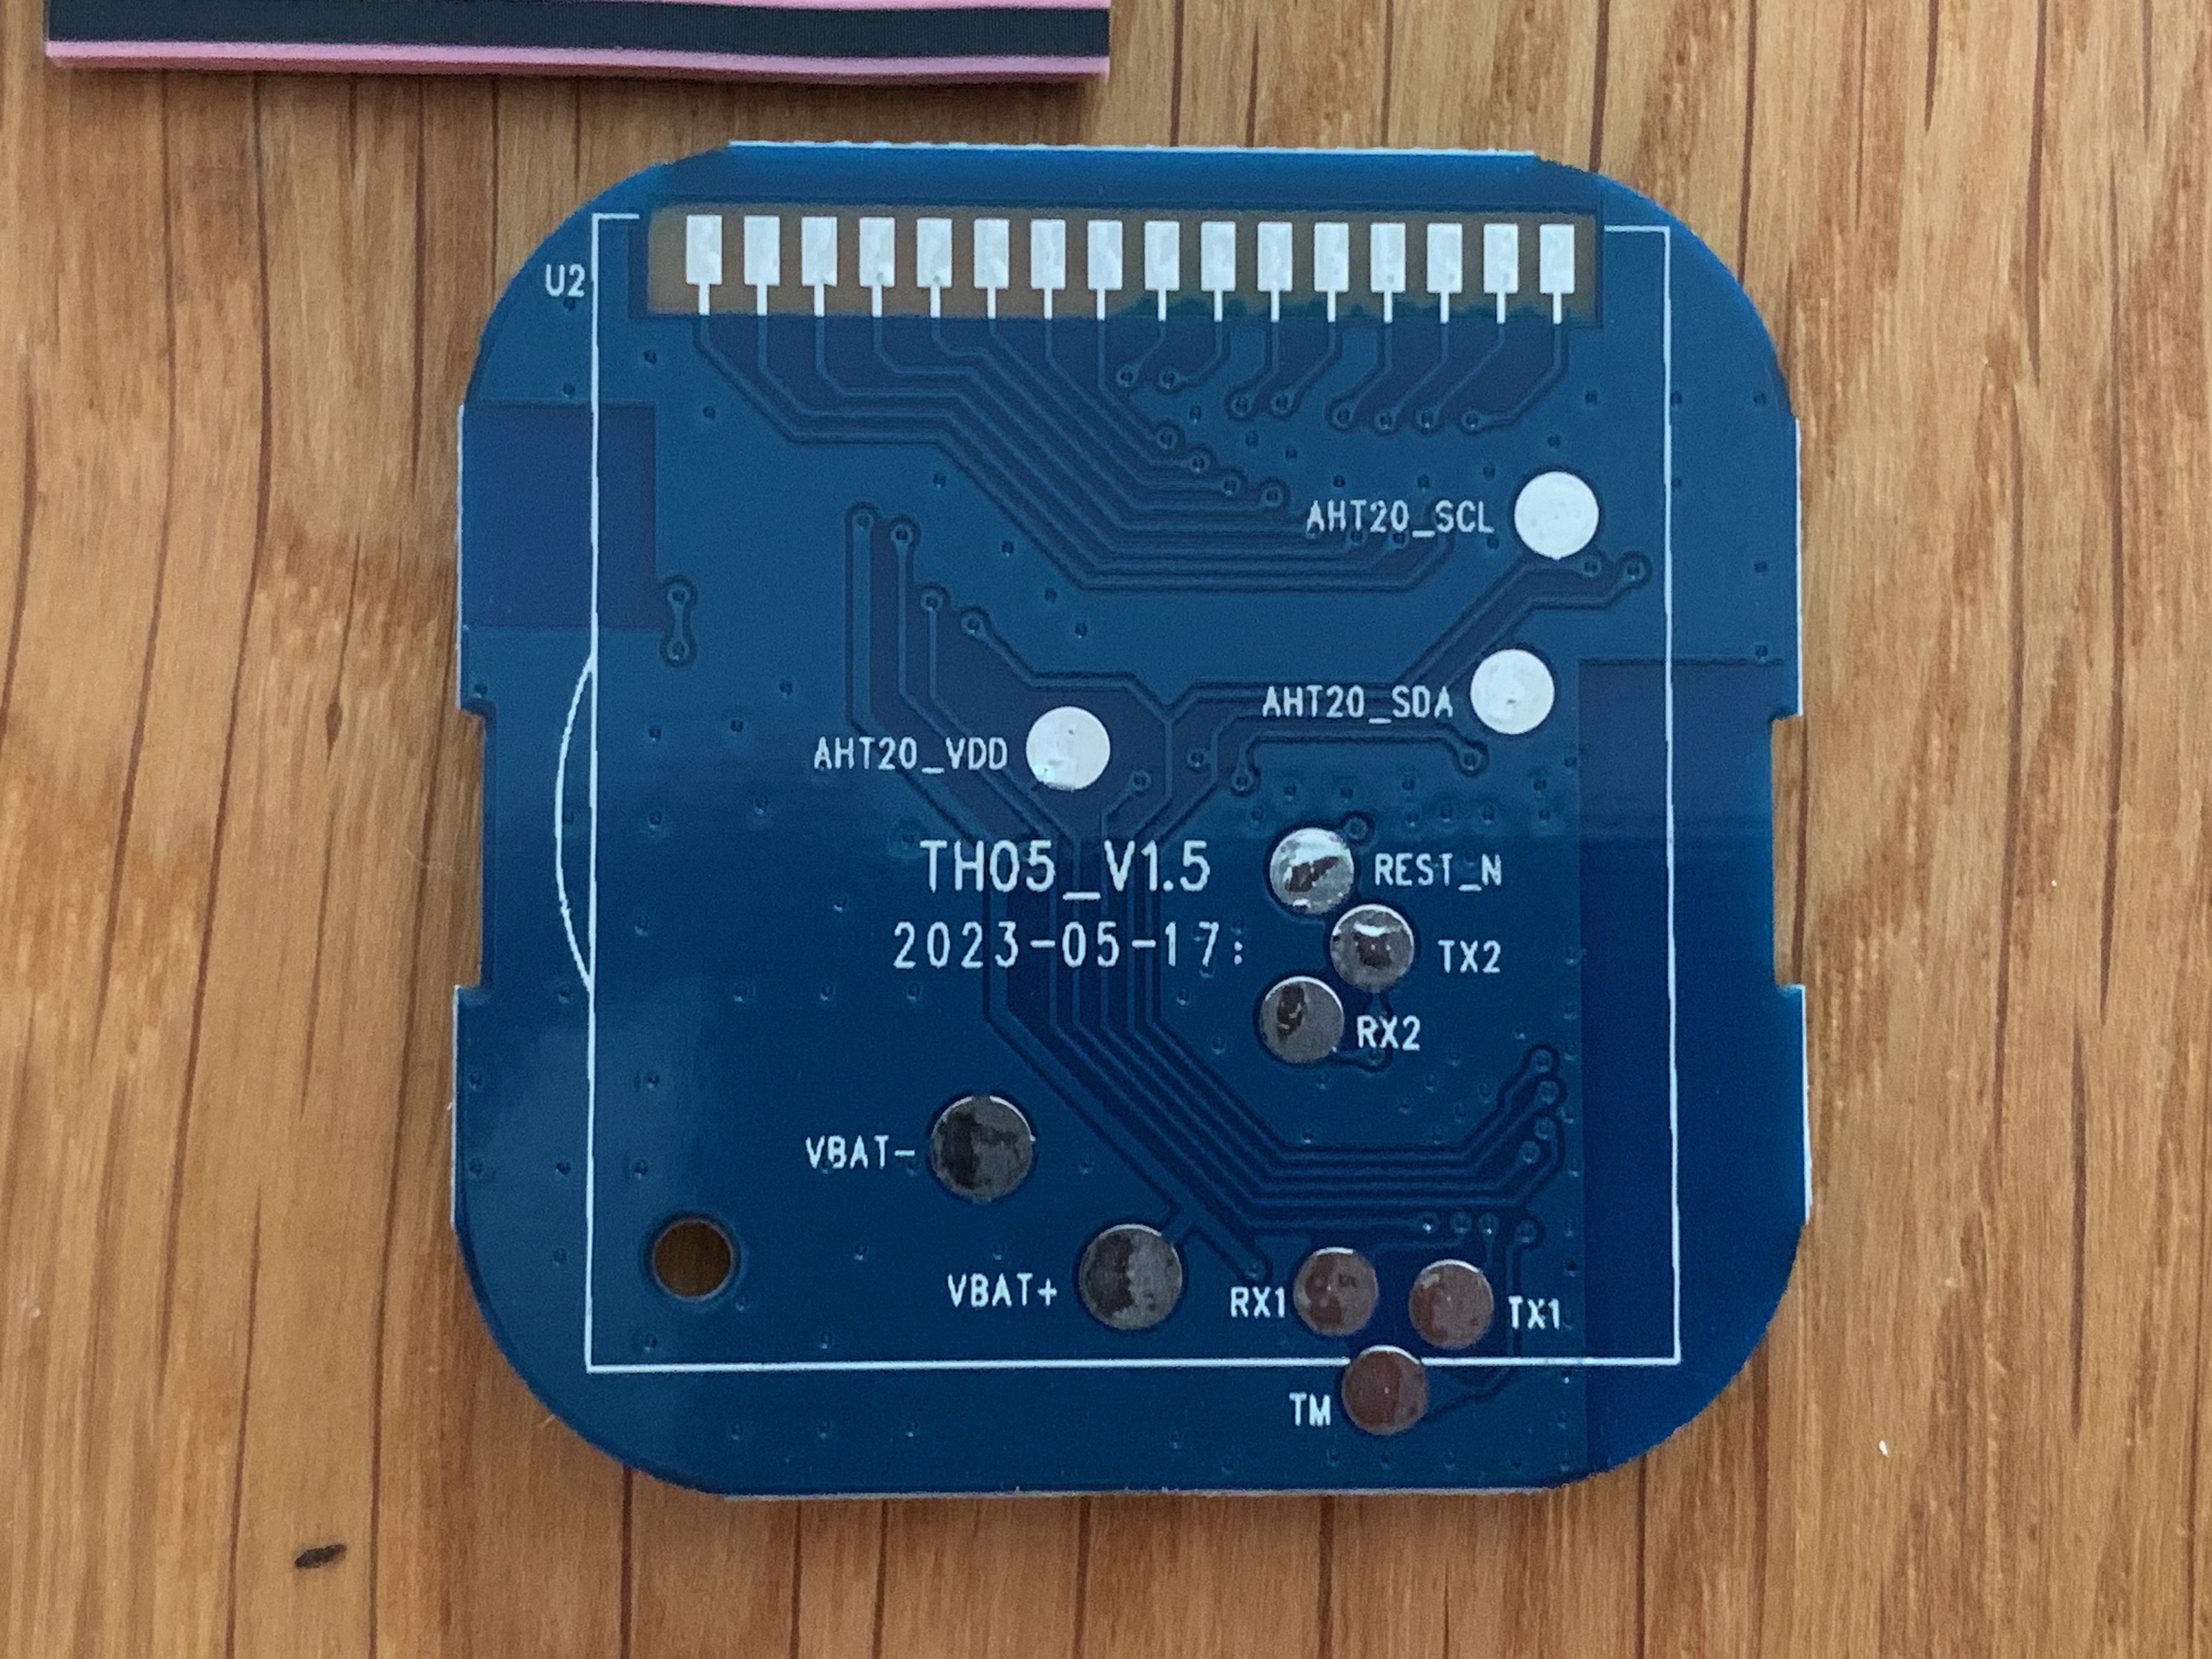 U2
AHT20_SCL
AHT20_SDA
AHT20_VDD
TH05_V1.5
2023-05-17:
REST_N
TX2
RX2
VBAT-
VBAT+
RX1
TX1
TM